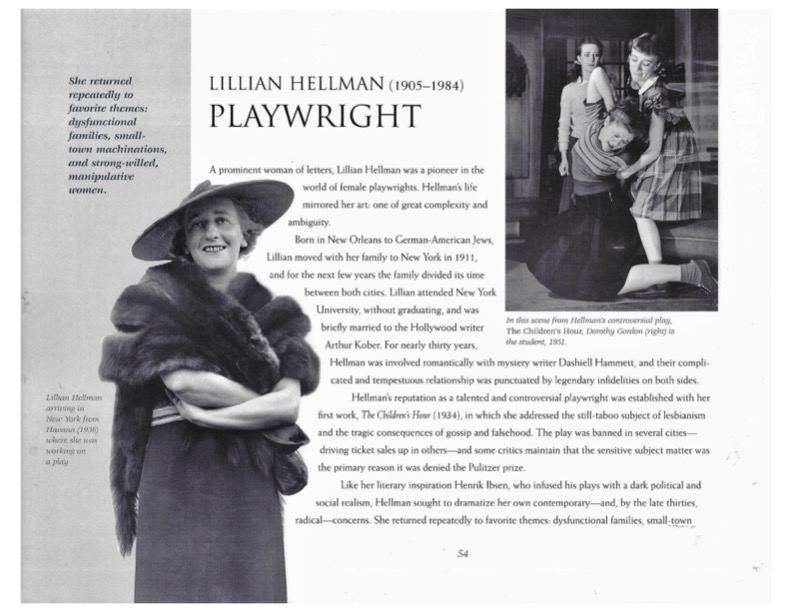 She returned
repeatedly to
favorite themes:
dysfunctional
families, small-
town machinations,
and strong-willed,
manipulative
women.
LILLIAN HELLMAN (1905–1984)
PLAYWRIGHT
A prominent woman of letters, Lillian Hellman was a pioneer in the
world of female playwrights. Hellman's life
mirrored her art: one of great complexity and
ambiguity.
Born in New Orleans to German-American Jews,
Lillian moved with her family to New York in 1911,
and for the next few years the family divided its time
between both cities. Lillian attended New York
University, without graduating, and was
briefly married to the Hollywood writer
Arthur Kober. For nearly thirty years,
Hellman was involved romantically with mystery writer Dashiell Hammett, and their compli-
cated and tempestuous relationship was punctuated by legendary infidelities on both sides.
Hellman's reputation as a talented and controversial playwright was established with her
first work, The Children's Hour (1934), in which she addressed the still-taboo subject of lesbianism
and the tragic consequences of gossip and falsehood. The play was banned in several cities—
driving ticket sales up in others—and some critics maintain that the sensitive subject matter was
the primary reason it was denied the Pulitzer prize.
Like her literary inspiration Henrik Ibsen, who infused his plays with a dark political and
social realism, Hellman sought to dramatize her own contemporary—and, by the late thirties,
radical—concerns. She returned repeatedly to favorite themes: dysfunctional families, small-town
In this scene from Hellman's controversial play,
The Children's Hour, Dorothy Gordon (right) is
the student, 1951.
Lillian Hellman
arriving in
New York from
Havana (1936)
where she was
working on
a play
54